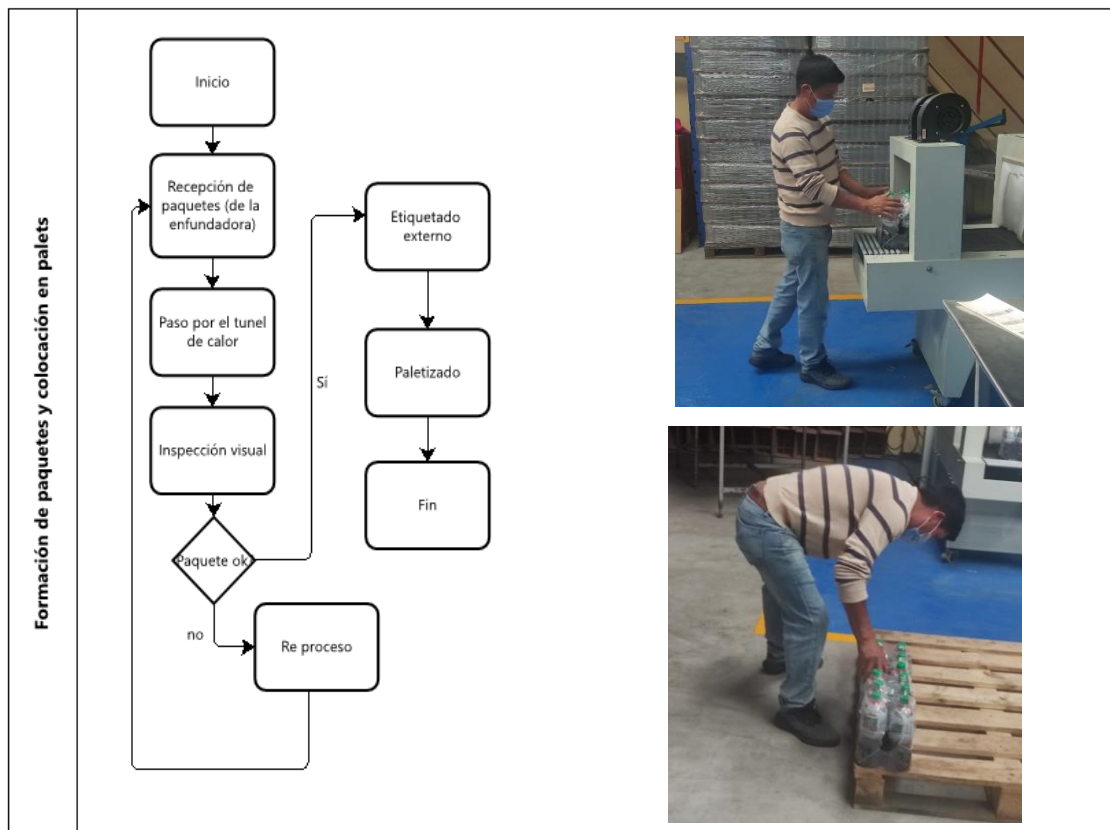 Formación de paquetes y colocación en palets
Inicio
Recepción de
paquetes (de la
enfundadora)
Paso por el tunel
de calor
Inspección visual
Paquete ok
no
Re proceso
Sí
Etiquetado
externo
Paletizado
Fin